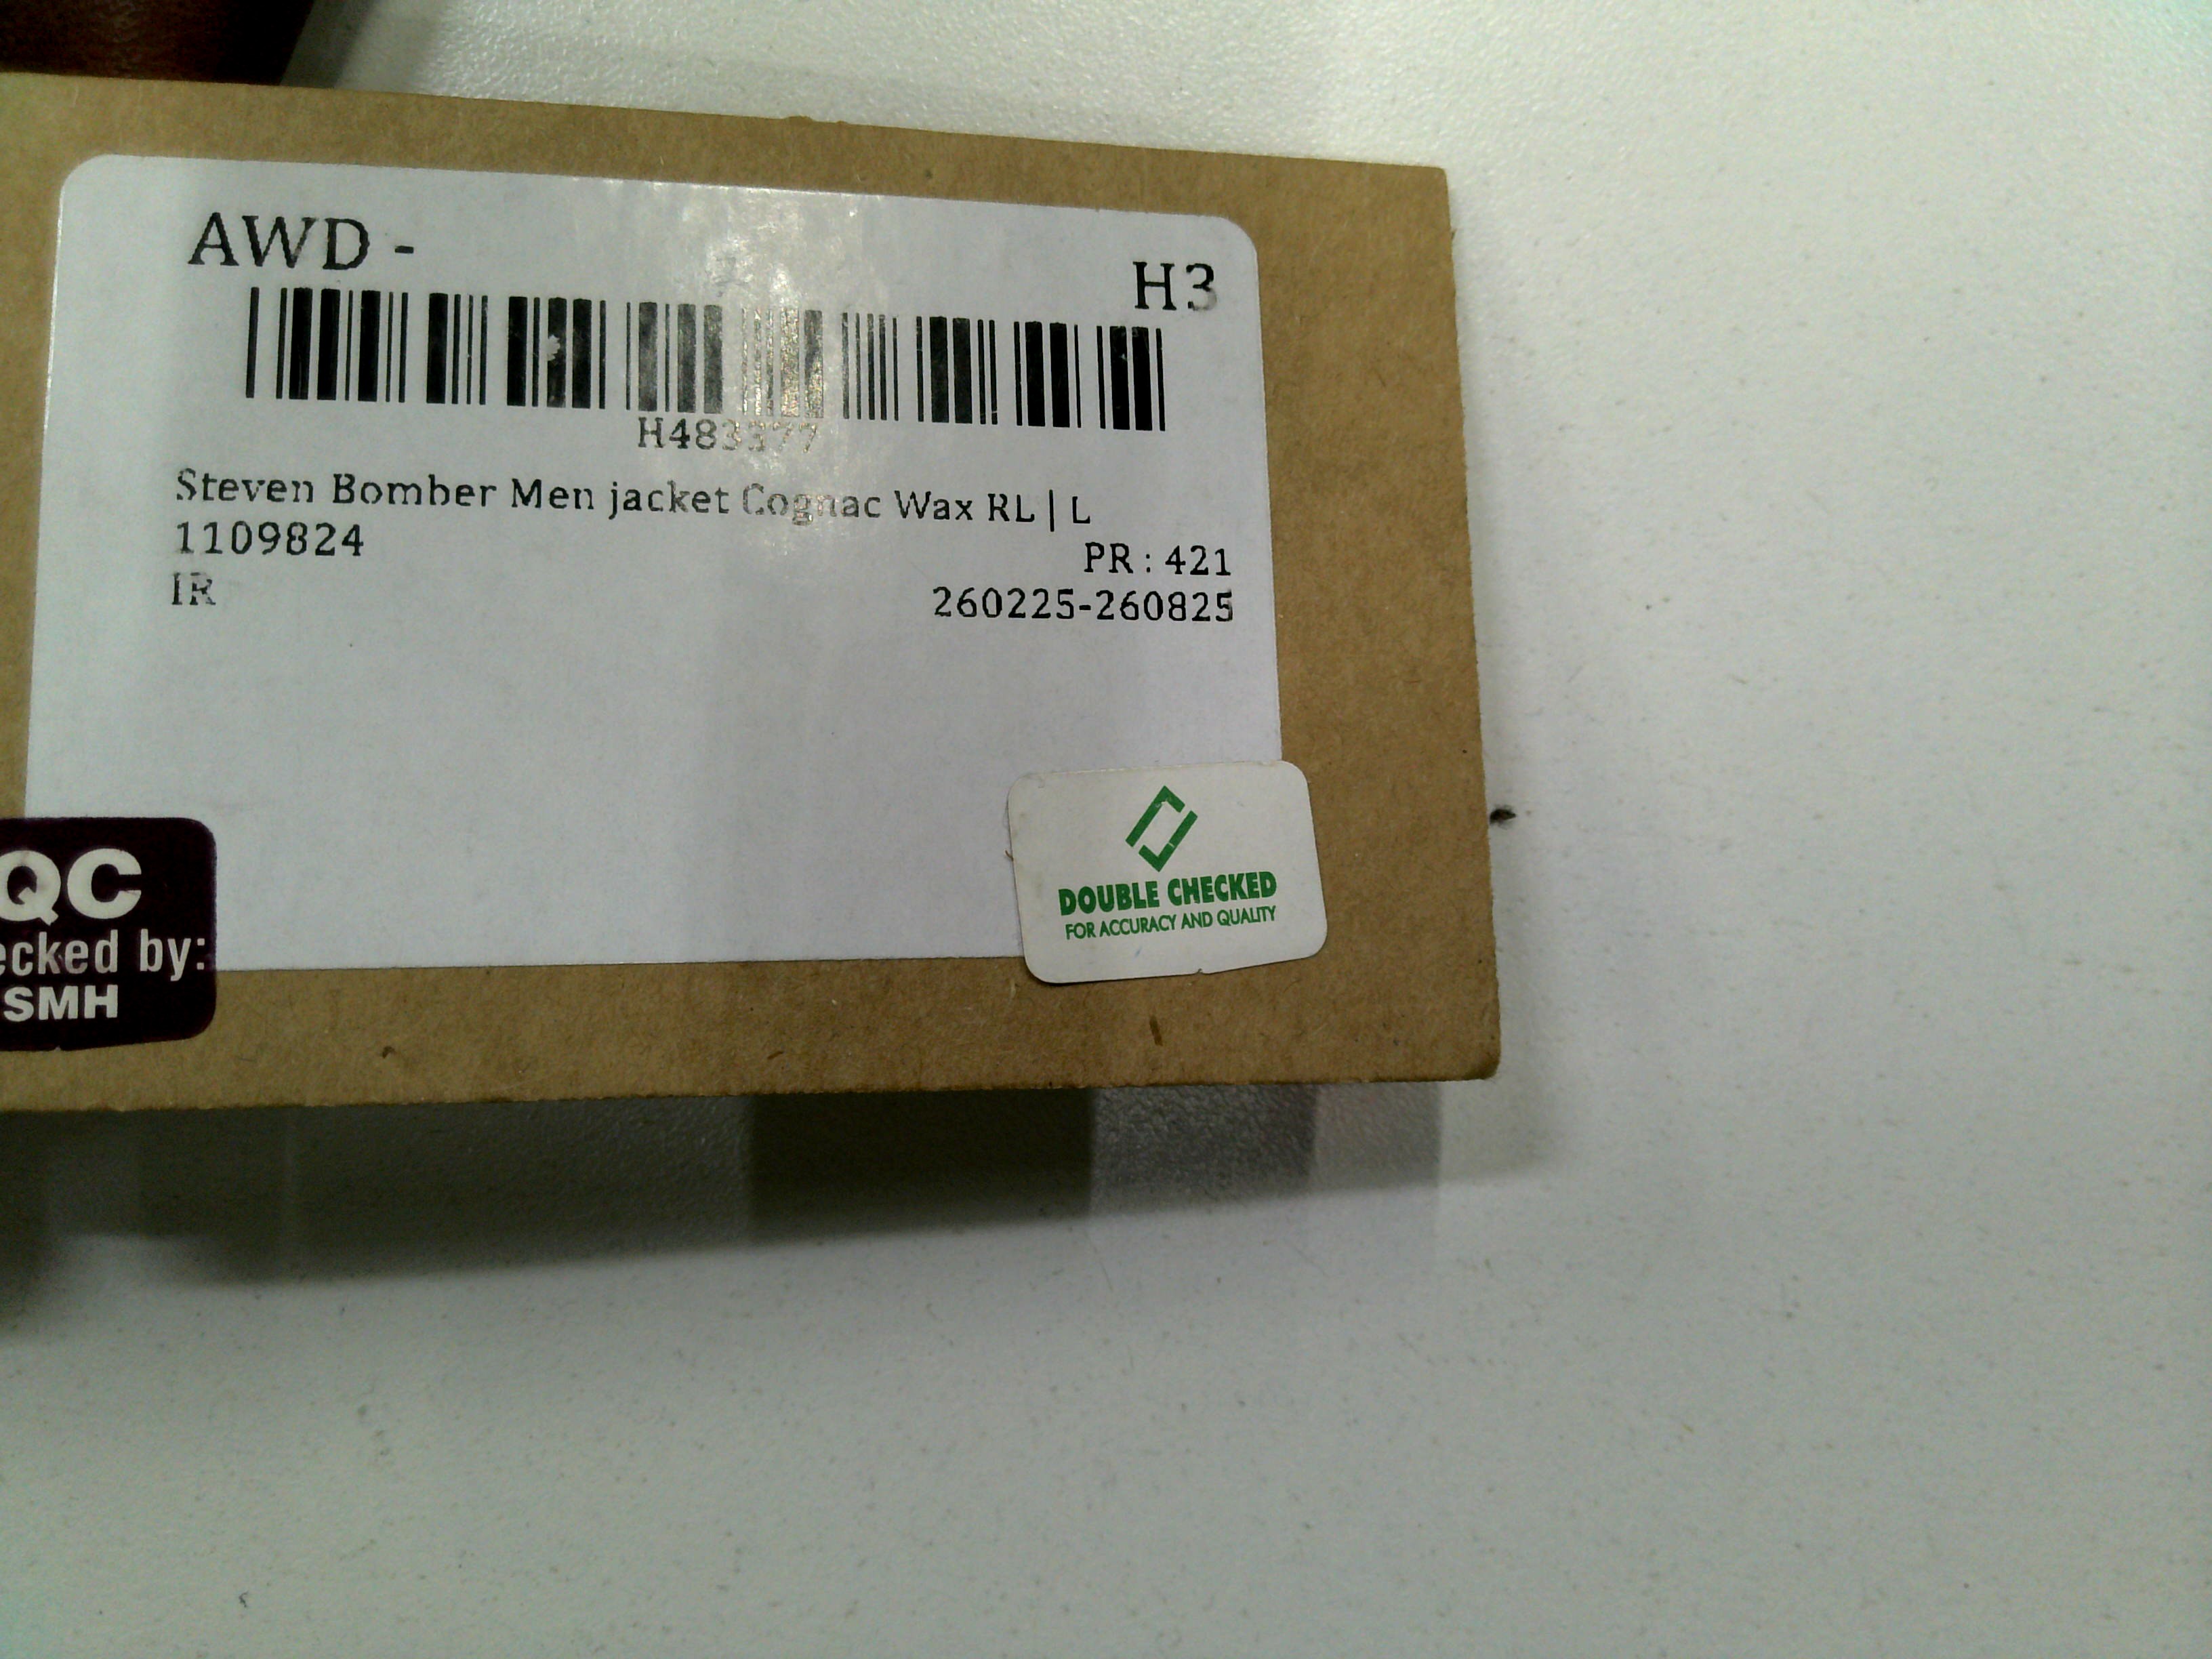 AWD -
H3
Steven Bomber Men jacket Cognac Wax RL | L
1109824
PR : 421
IR
260225-260825
DOUBLE CHECKED
FOR ACCURACY AND QUALITY
QC
by:
SMH